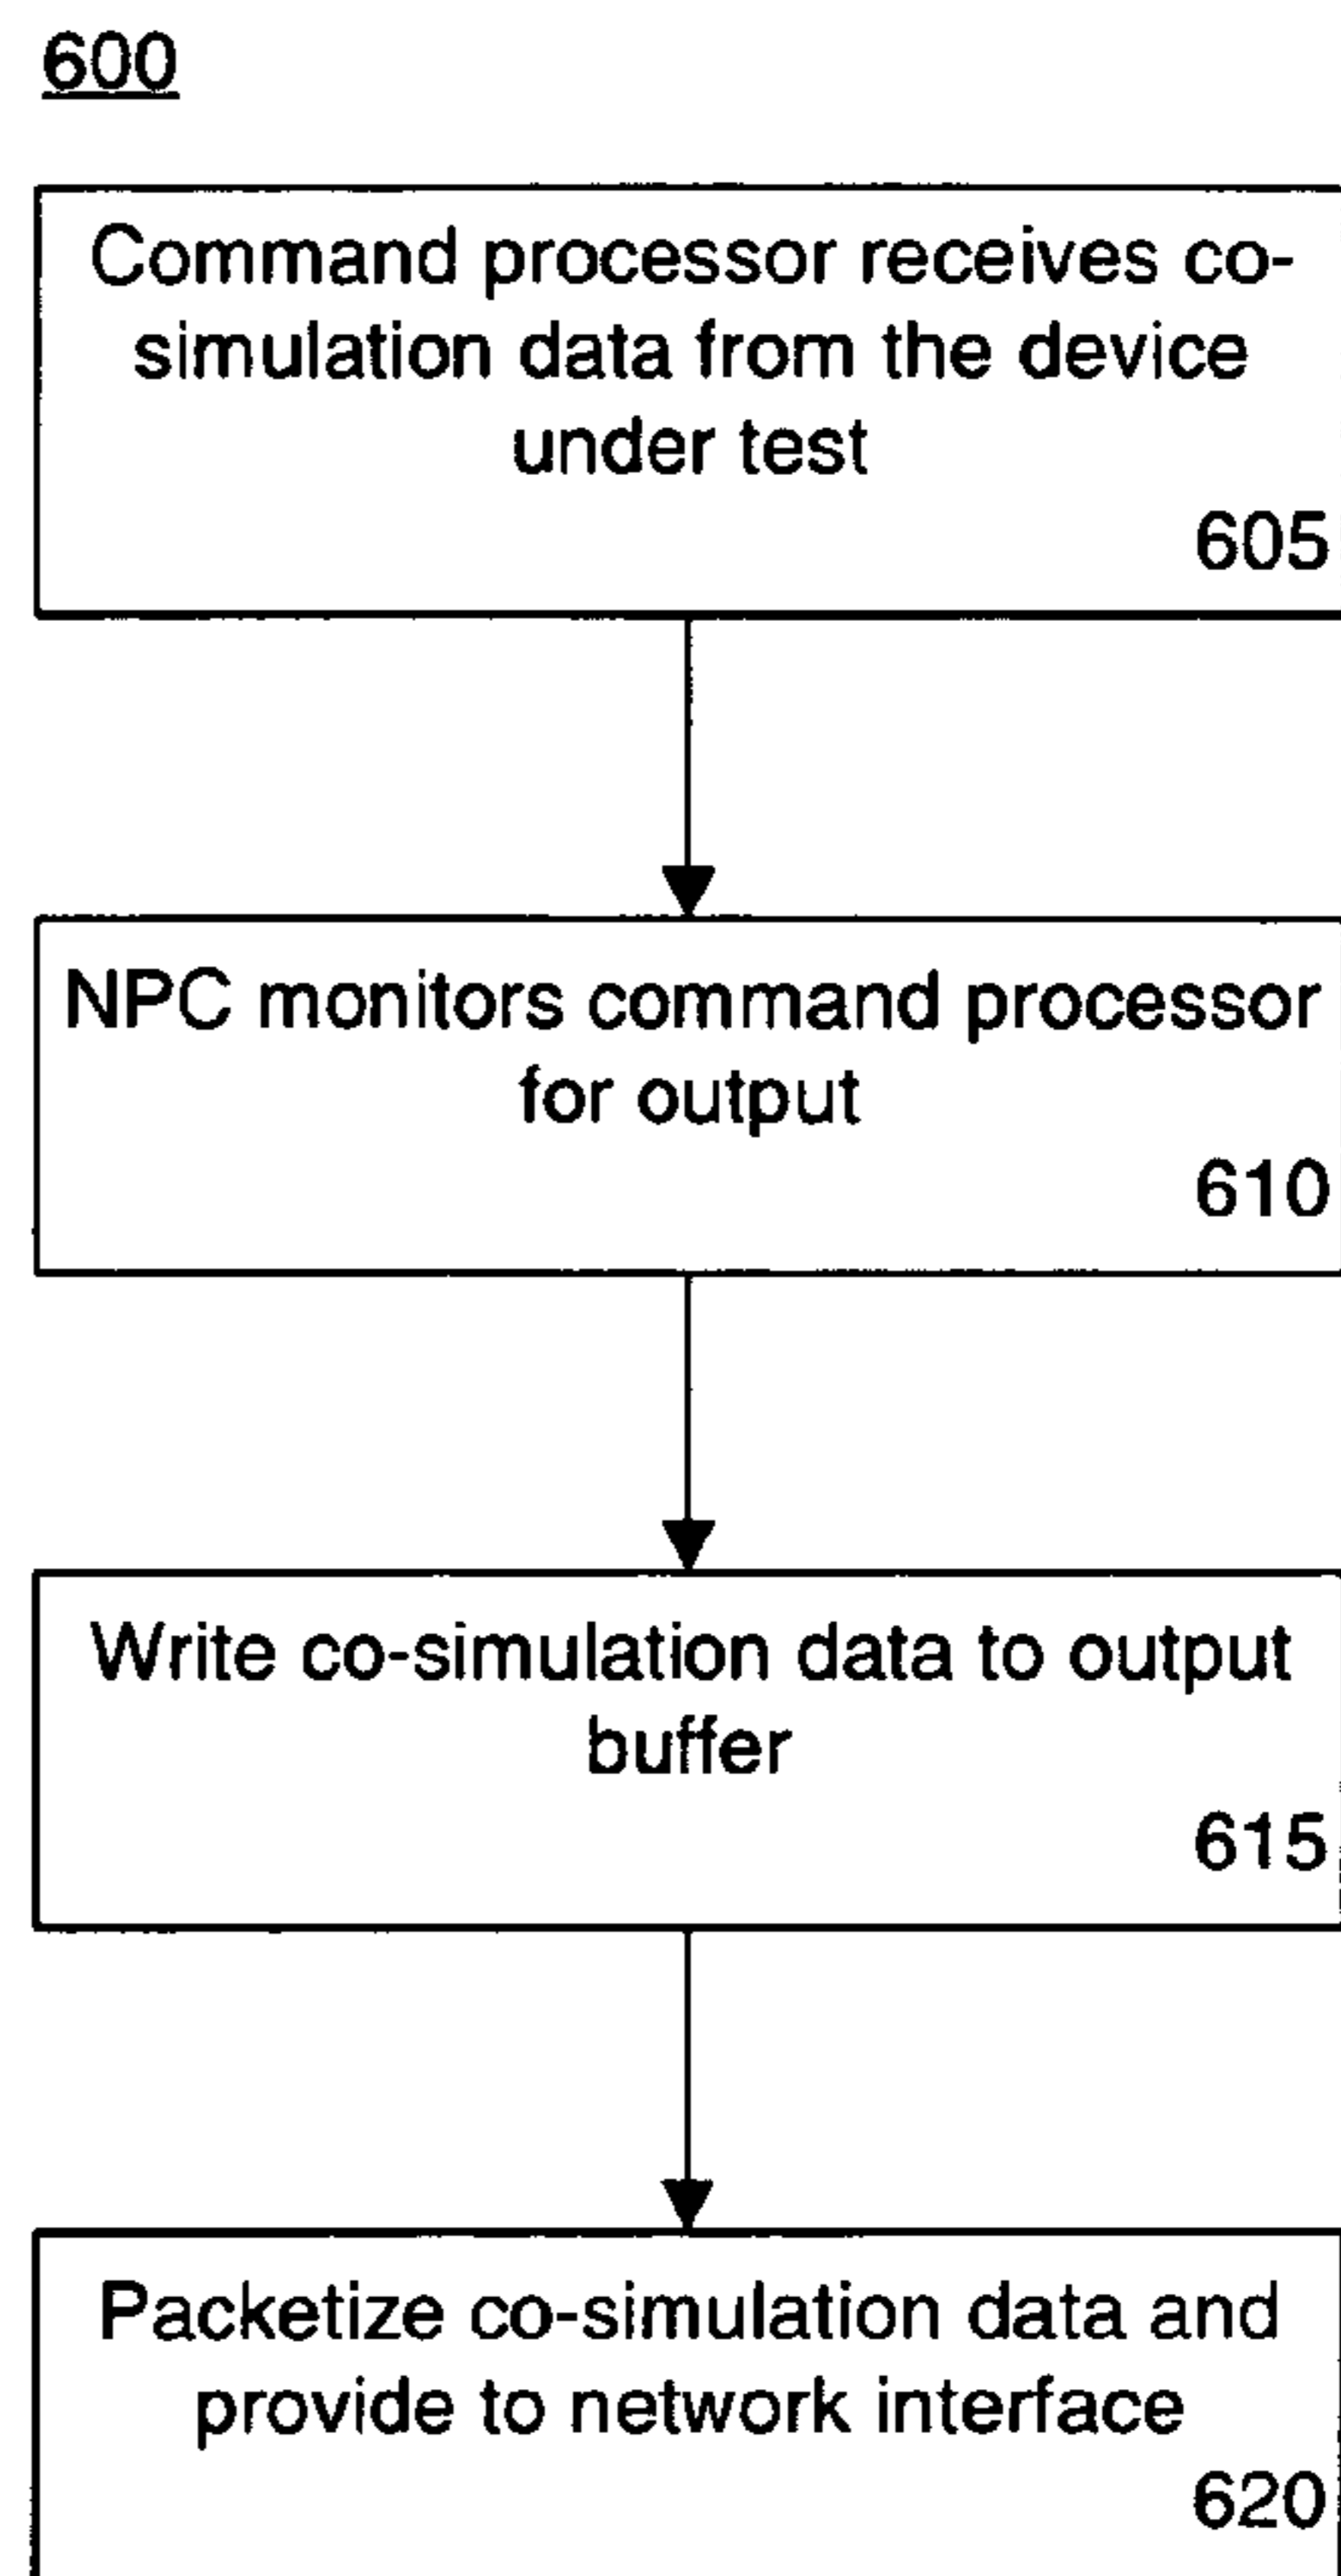 600
Command processor receives co-
simulation data from the device
under test
605
NPC monitors command processor
for output
610
Write co-simulation data to output
buffer
615
Packetize co-simulation data and
provide to network interface
620